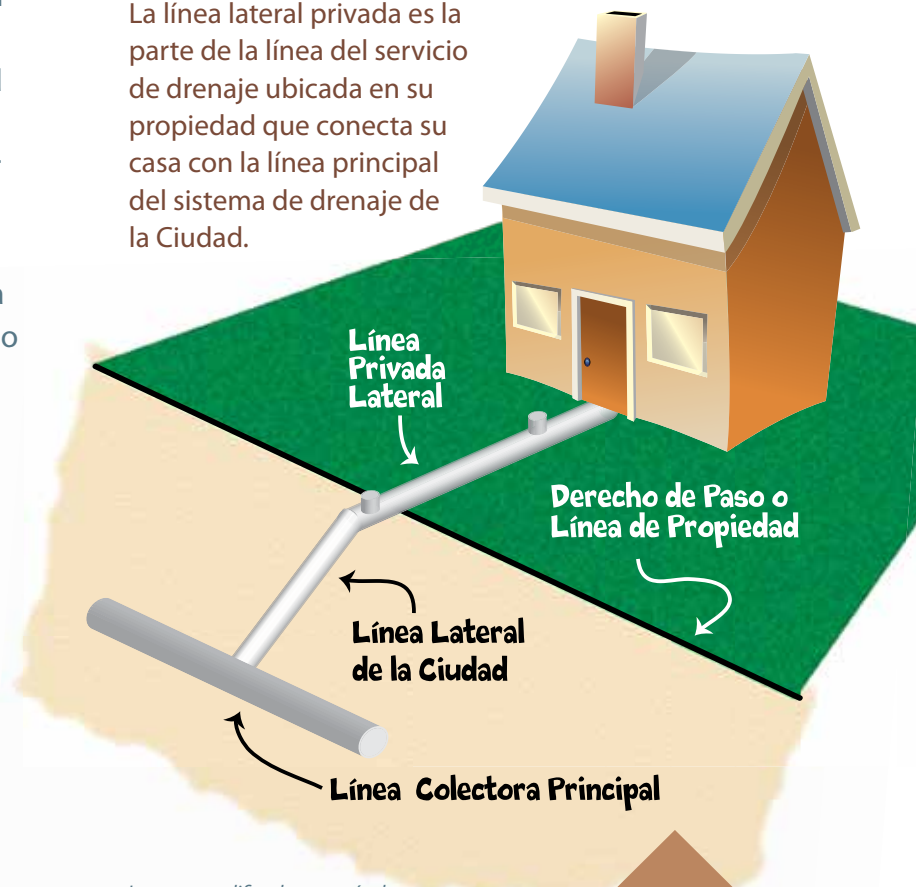 La línea lateral privada es la
parte de la línea del servicio
de drenaje ubicada en su
propiedad que conecta su
casa con la línea principal
del sistema de drenaje de
la Ciudad.
o
Línea
Privada
Lateral
Derecho de Paso o
Línea de Propiedad
Línea Lateral
de la Ciudad
Línea Colectora Principal